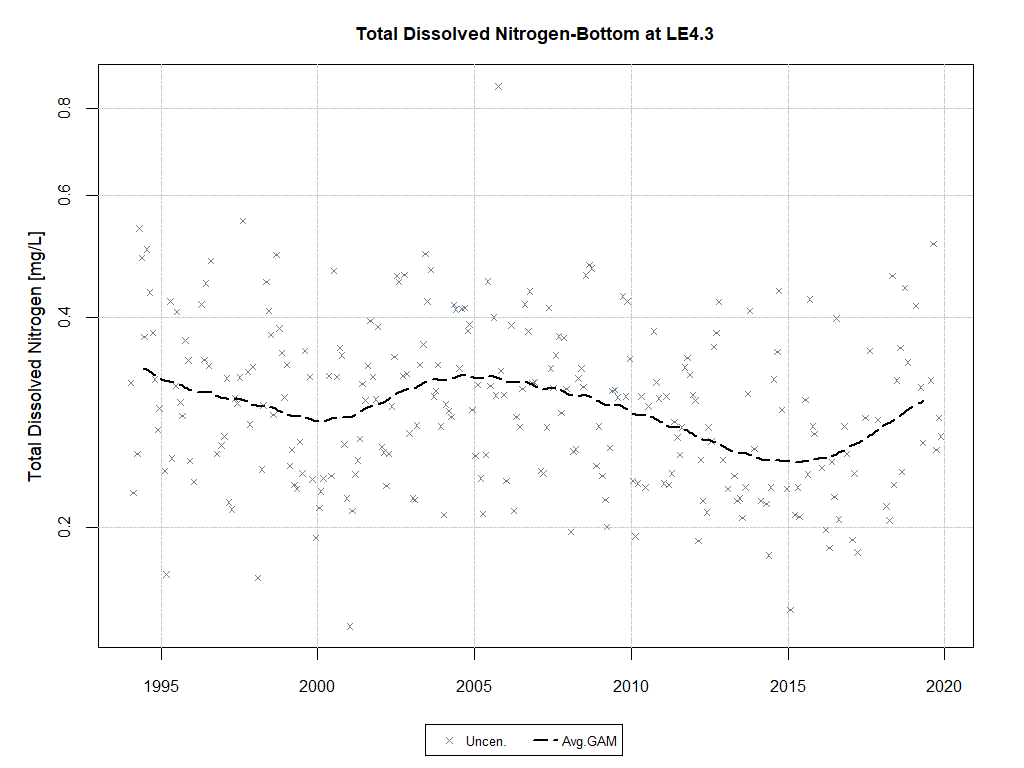 Total Dissolved Nitrogen-Bottom at LE4.3
Total Dissolved Nitrogen [mg/L]
0.8
0.6
0.4
0.2
1995 2000 2005 2010 2015 2020
Uncen. Avg.GAM